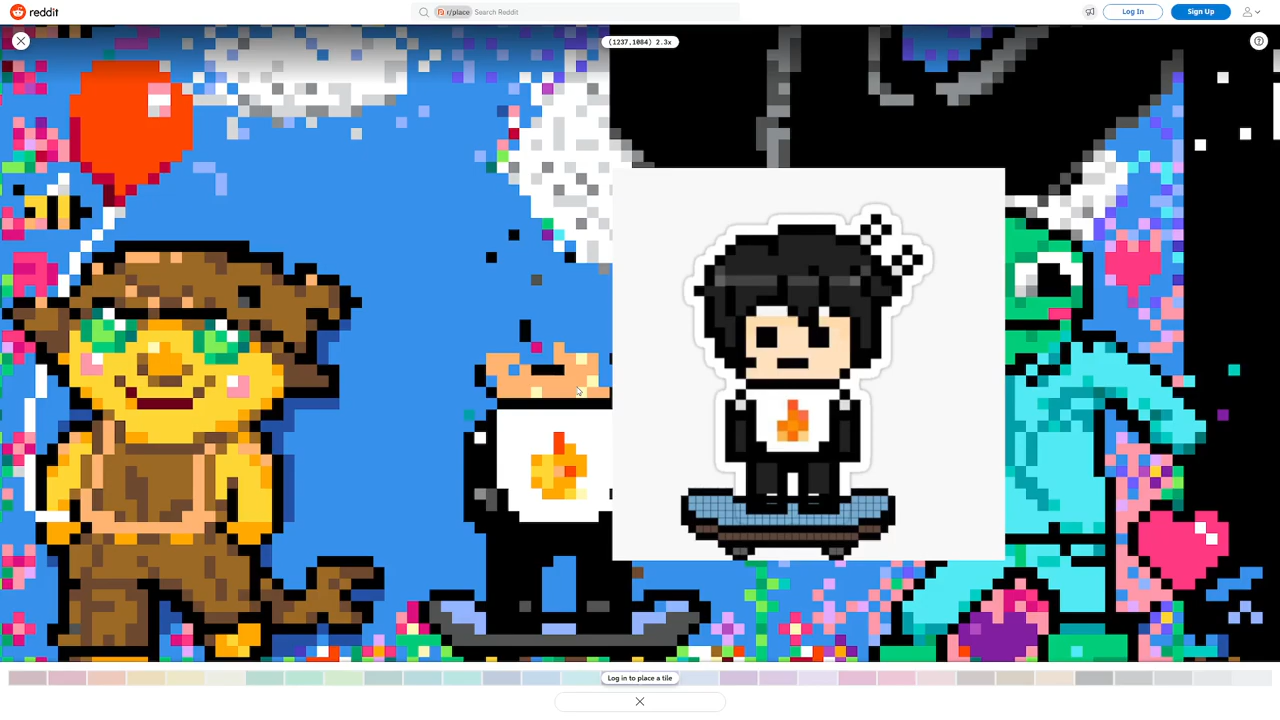 reddit
r/place
Search Reddit
Log In
Sign Up
(1237,1084) 2.3x
Log in to place a tile